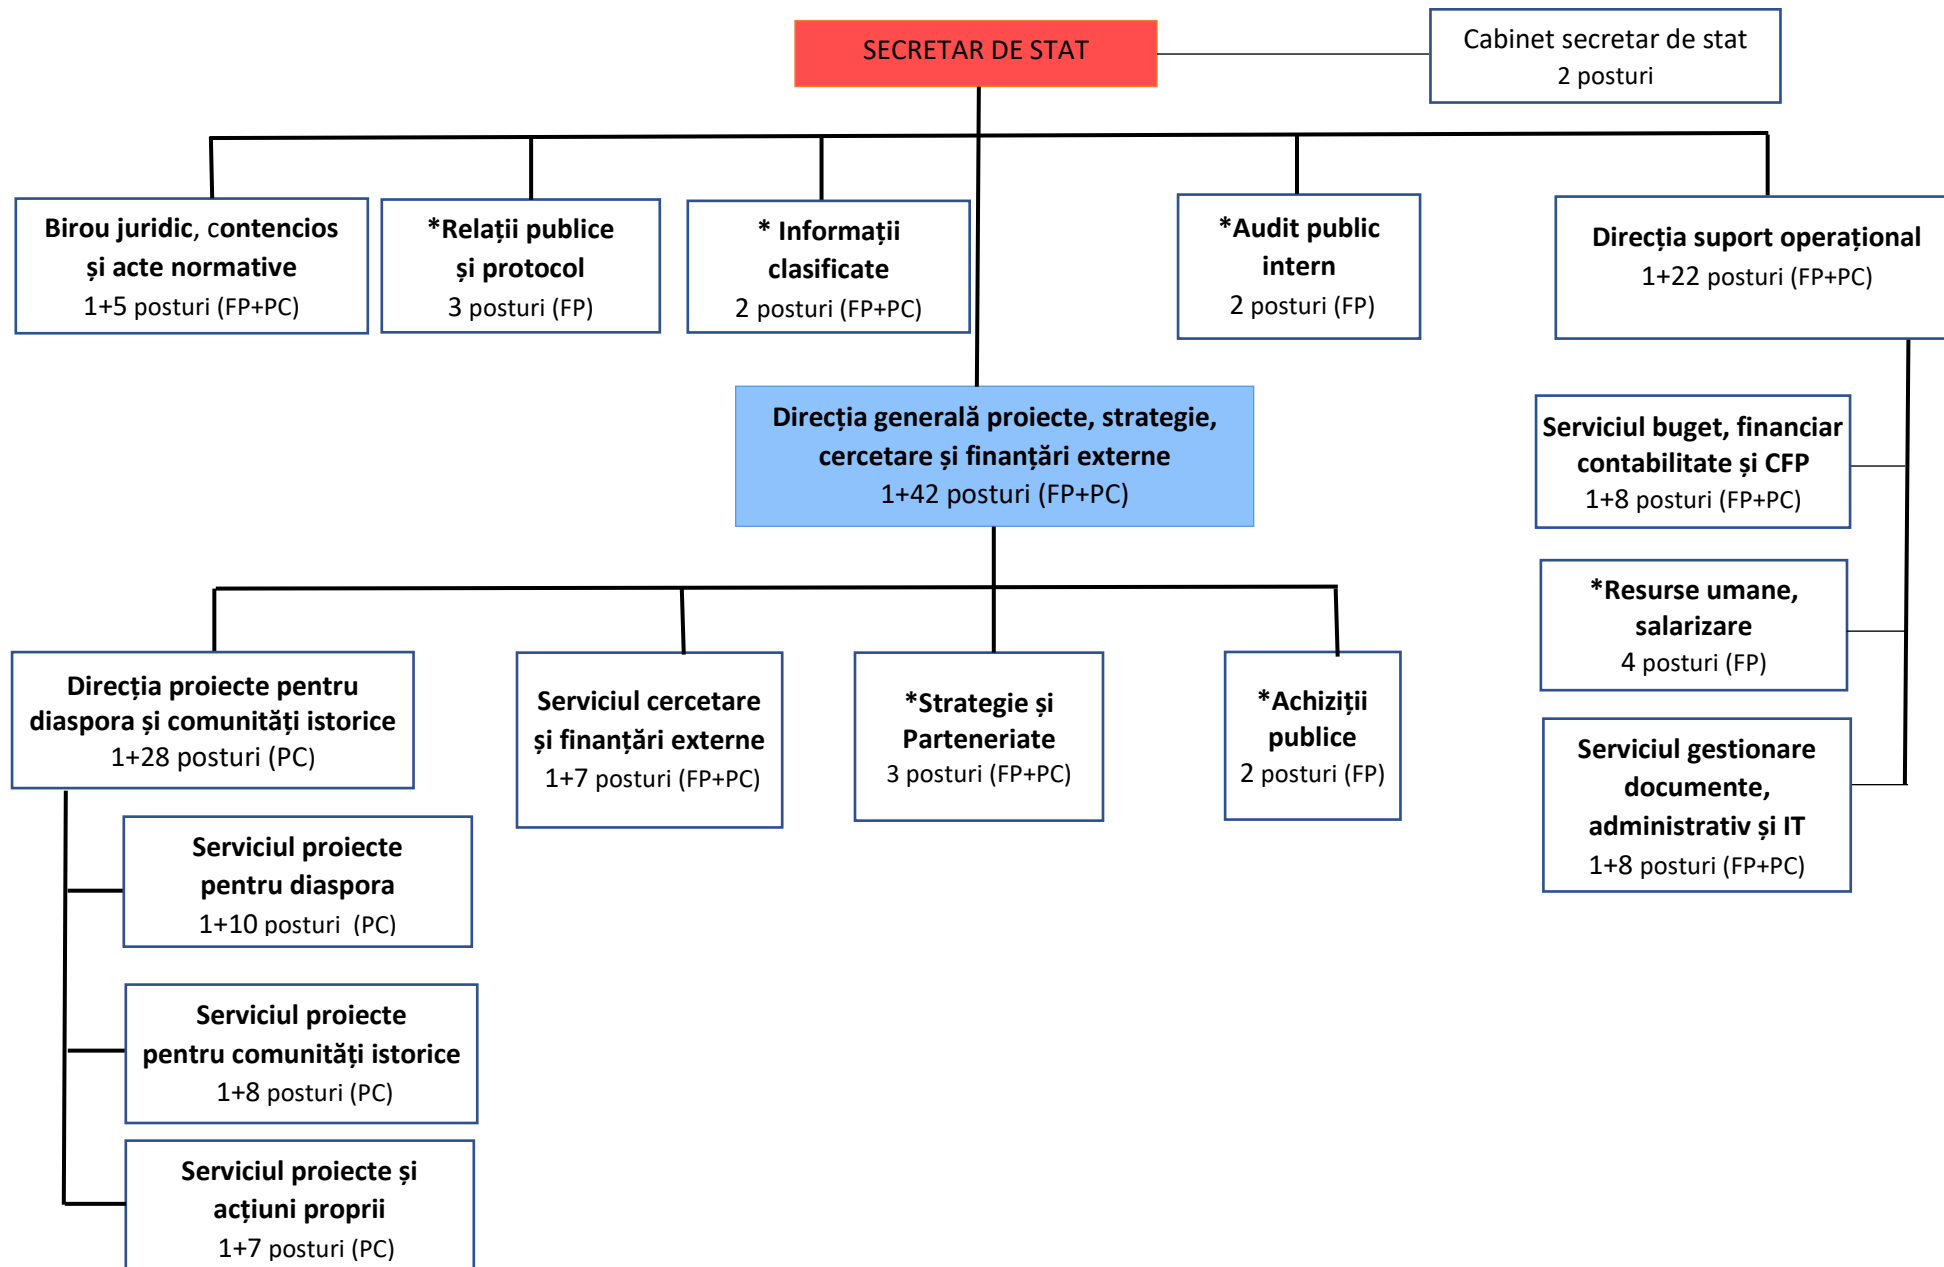 SECRETAR DE STAT
Cabinet secretar de stat
2 posturi
Birou juridic, contencios
și acte normative
1+5 posturi (FP+PC)
*Relații publice
și protocol
3 posturi (FP)
* Informații
clasificate
2 posturi (FP+PC)
*Audit public
intern
2 posturi (FP)
Direcția suport operațional
1+22 posturi (FP+PC)
Direcția generală proiecte, strategie,
cercetare și finanțări externe
1+42 posturi (FP+PC)
Serviciul buget, financiar
contabilitate și CFP
1+8 posturi (FP+PC)
*Resurse umane,
salarizare
4 posturi (FP)
Serviciul gestionare
documente,
administrativ și IT
1+8 posturi (FP+PC)
Direcția proiecte pentru
diaspora și comunități istorice
1+28 posturi (PC)
Serviciul cercetare
și finanțări externe
1+7 posturi (FP+PC)
*Strategie și
Parteneriate
3 posturi (FP+PC)
*Achiziții
publice
2 posturi (FP)
Serviciul proiecte
pentru diaspora
1+10 posturi (PC)
Serviciul proiecte
pentru comunități istorice
1+8 posturi (PC)
Serviciul proiecte și
acțiuni proprii
1+7 posturi (PC)